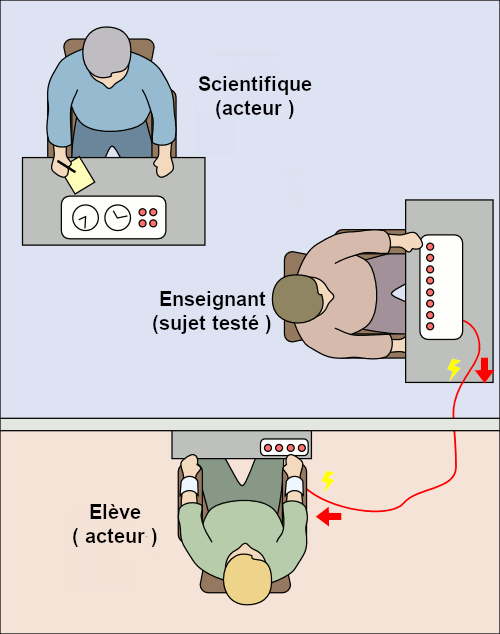 Scientifique
(acteur )
Enseignant
(sujet testé )
Elève
( acteur )